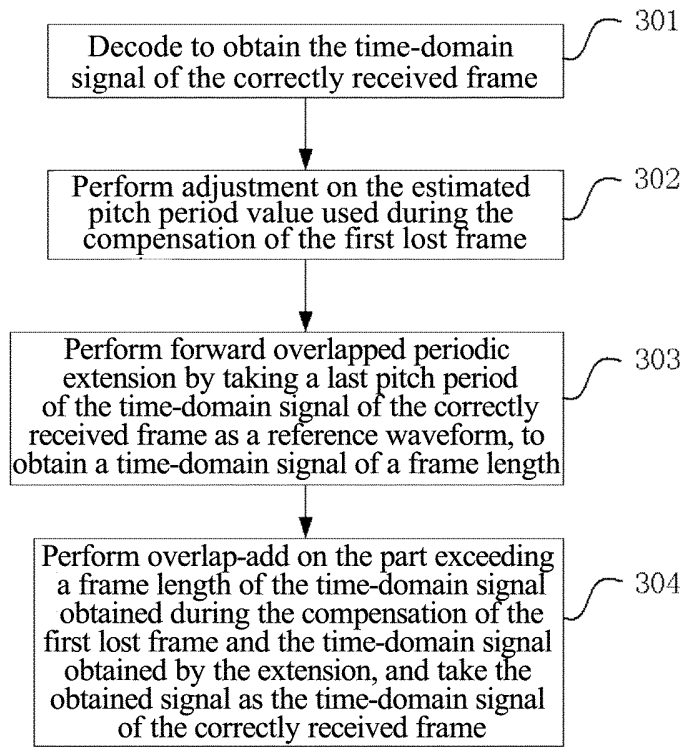 301
Decode to obtain the time-domain
signal of the correctly received frame
302
Perform adjustment on the estimated
pitch period value used during the
compensation of the first lost frame
303
Perform forward overlapped periodic
extension by taking a last pitch period
of the time-domain signal of the correctly
received frame as a reference waveform, to
obtain a time-domain signal of a frame length
304
Perform overlap-add on the part exceeding
a frame length of the time-domain signal
obtained during the compensation of the
first lost frame and the time-domain signal
obtained by the extension, and take the
obtained signal as the time-domain signal
of the correctly received frame